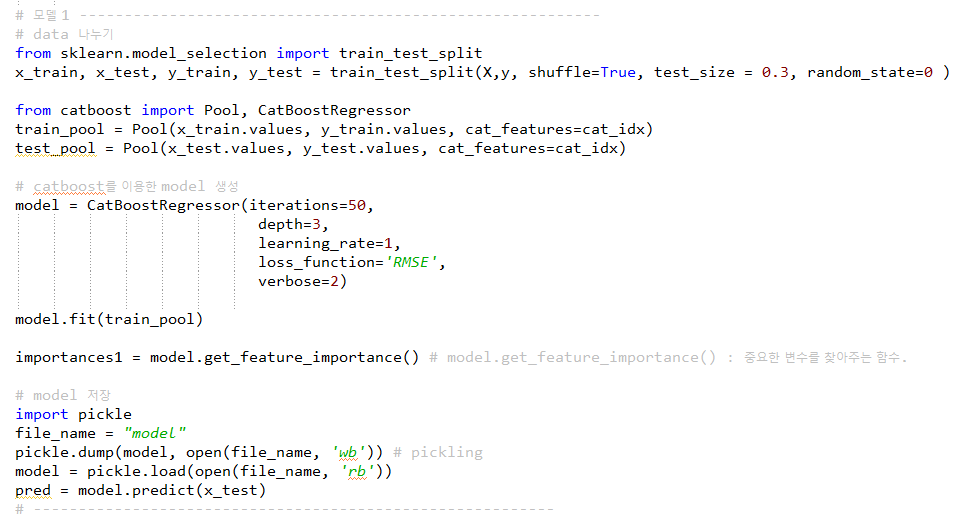 # 모델 1 ----------------------------------------------------------
# data 나누기
from sklearn.model_selection import train_test_split
x_train, x_test, y_train, y_test = train_test_split(X,y, shuffle=True, test_size = 0.3, random_state=0 )
from catboost import Pool, CatBoostRegressor
train_pool = Pool(x_train.values, y_train.values, cat_features=cat_idx)
test_pool = Pool(x_test.values, y_test.values, cat_features=cat_idx)
# catboost를 이용한 model 생성
model = CatBoostRegressor(iterations=50,
depth=3,
learning_rate=1,
loss_function='RMSE',
verbose=2)
model.fit(train_pool)
importances1 = model.get_feature_importance() # model.get_feature_importance() : 중요한 변수를 찾아주는 함수.
# model 저장
import pickle
file_name = "model"
pickle.dump(model, open(file_name, 'wb')) # pickling
model = pickle.load(open(file_name, 'rb'))
pred = model.predict(x_test)
# ----------------------------------------------------------